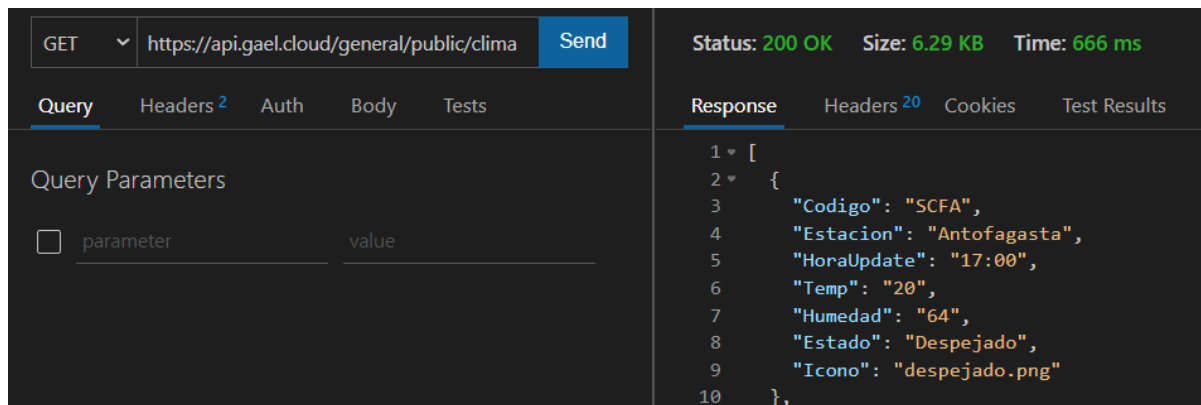 GET https://api.gael.cloud/general/public/clima Send
Query Headers 2 Auth Body Tests
Query Parameters
parameter value
Status: 200 OK Size: 6.29 KB Time: 666 ms
Response Headers 20 Cookies Test Results
1 [
2 {
3 "Codigo": "SCFA",
4 "Estacion": "Antofagasta",
5 "HoraUpdate": "17:00",
6 "Temp": "20",
7 "Humedad": "64",
8 "Estado": "Despejado",
9 "Icono": "despejado.png"
10 },